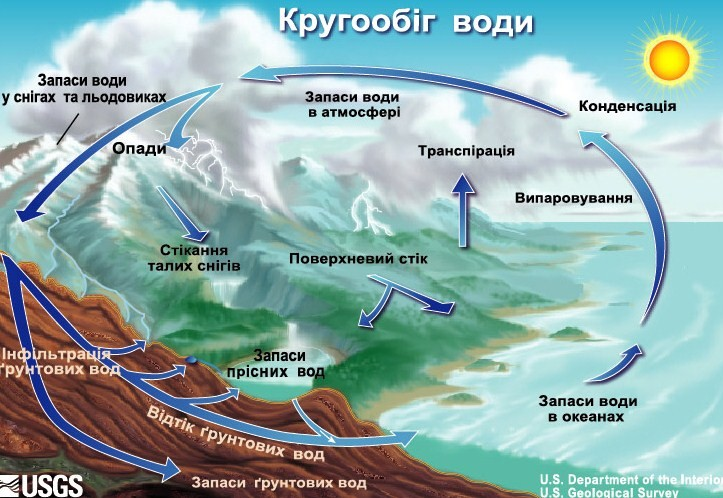 Кругообіг води
Запаси води
у снігах та льодовиках
Запаси води
в атмосфері
Конденсація
Опади
Транспірація
Випаровування
Стікання
талих снігів
Поверхневий стік
Інфільтрація
ґрунтових вод
Запаси
прісних вод
Запаси води
в океанах
Відтік ґрунтових вод
Запаси ґрунтових вод
USGS
U.S. Department of the Interior
U.S. Geological Survey